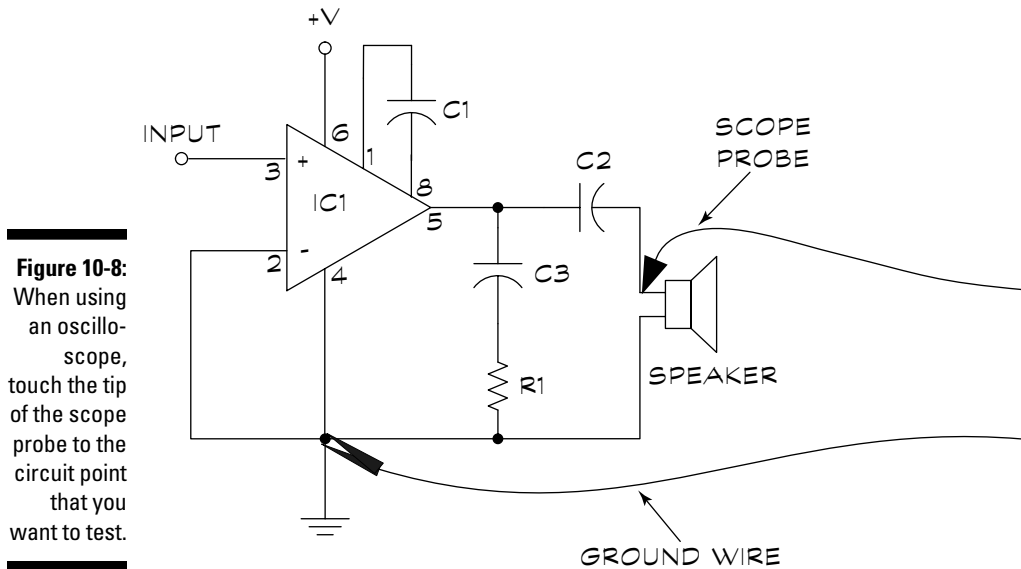 +V
C1
INPUT
6
1
3
+
IC1
8
5
2
-
4
C2
SCOPE
PROBE
C3
R1
SPEAKER
GROUND WIRE
Figure 10-8:
When using
an oscillo-
scope,
touch the tip
of the scope
probe to the
circuit point
that you
want to test.